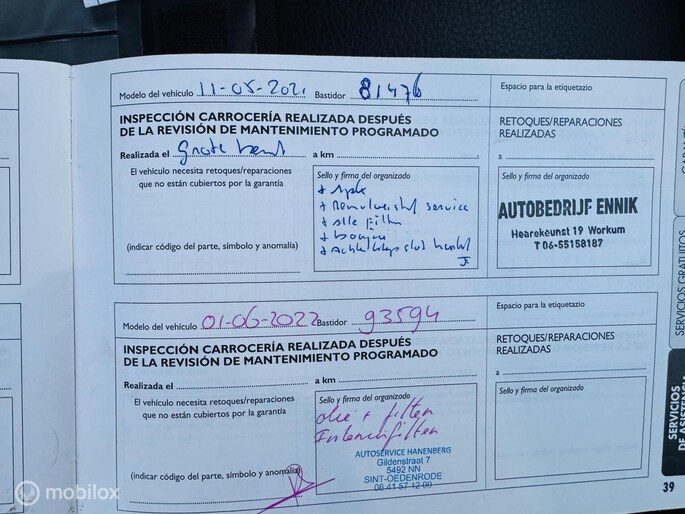 Modelo del vehículo 11-05-2021 Bastidor 81476
Espacio para la etiquetazio
INSPECCIÓN CARROCERÍA REALIZADA DESPUÉS
DE LA REVISIÓN DE MANTENIMIENTO PROGRAMADO
RETOQUES/REPARACIONES
REALIZADAS
Realizada el grote beurt a km
a
El vehículo necesita retoques/reparaciones
que no están cubiertos por la garantía
(indicar código del parte, símbolo y anomalía)
Sello y firma del organizado
+ Remvloeistof service
+ alle Filters
Sello y firma del organizado
AUTOBEDRIJF ENNIK
Hearekeunst 19 Workum
T 06-55158187
Modelo del vehículo 01-06-2022 Bastidor 93594
Espacio para la etiquetazio
INSPECCIÓN CARROCERÍA REALIZADA DESPUÉS
DE LA REVISIÓN DE MANTENIMIENTO PROGRAMADO
RETOQUES/REPARACIONES
REALIZADAS
Realizada el a km
a
El vehículo necesita retoques/reparaciones
que no están cubiertos por la garantía
(indicar código del parte, símbolo y anomalía)
Sello y firma del organizado
olie + filter
Interieurfilter
AUTOSERVICE HANENBERG
Gildenstraat 7
5492 NN
SINT-OEDENRODE
06 41 57 12 00
Sello y firma del organizado
SERVICIOS GRATUITOS
SERVICIOS
DE ASISTENCIA
39
mobilox